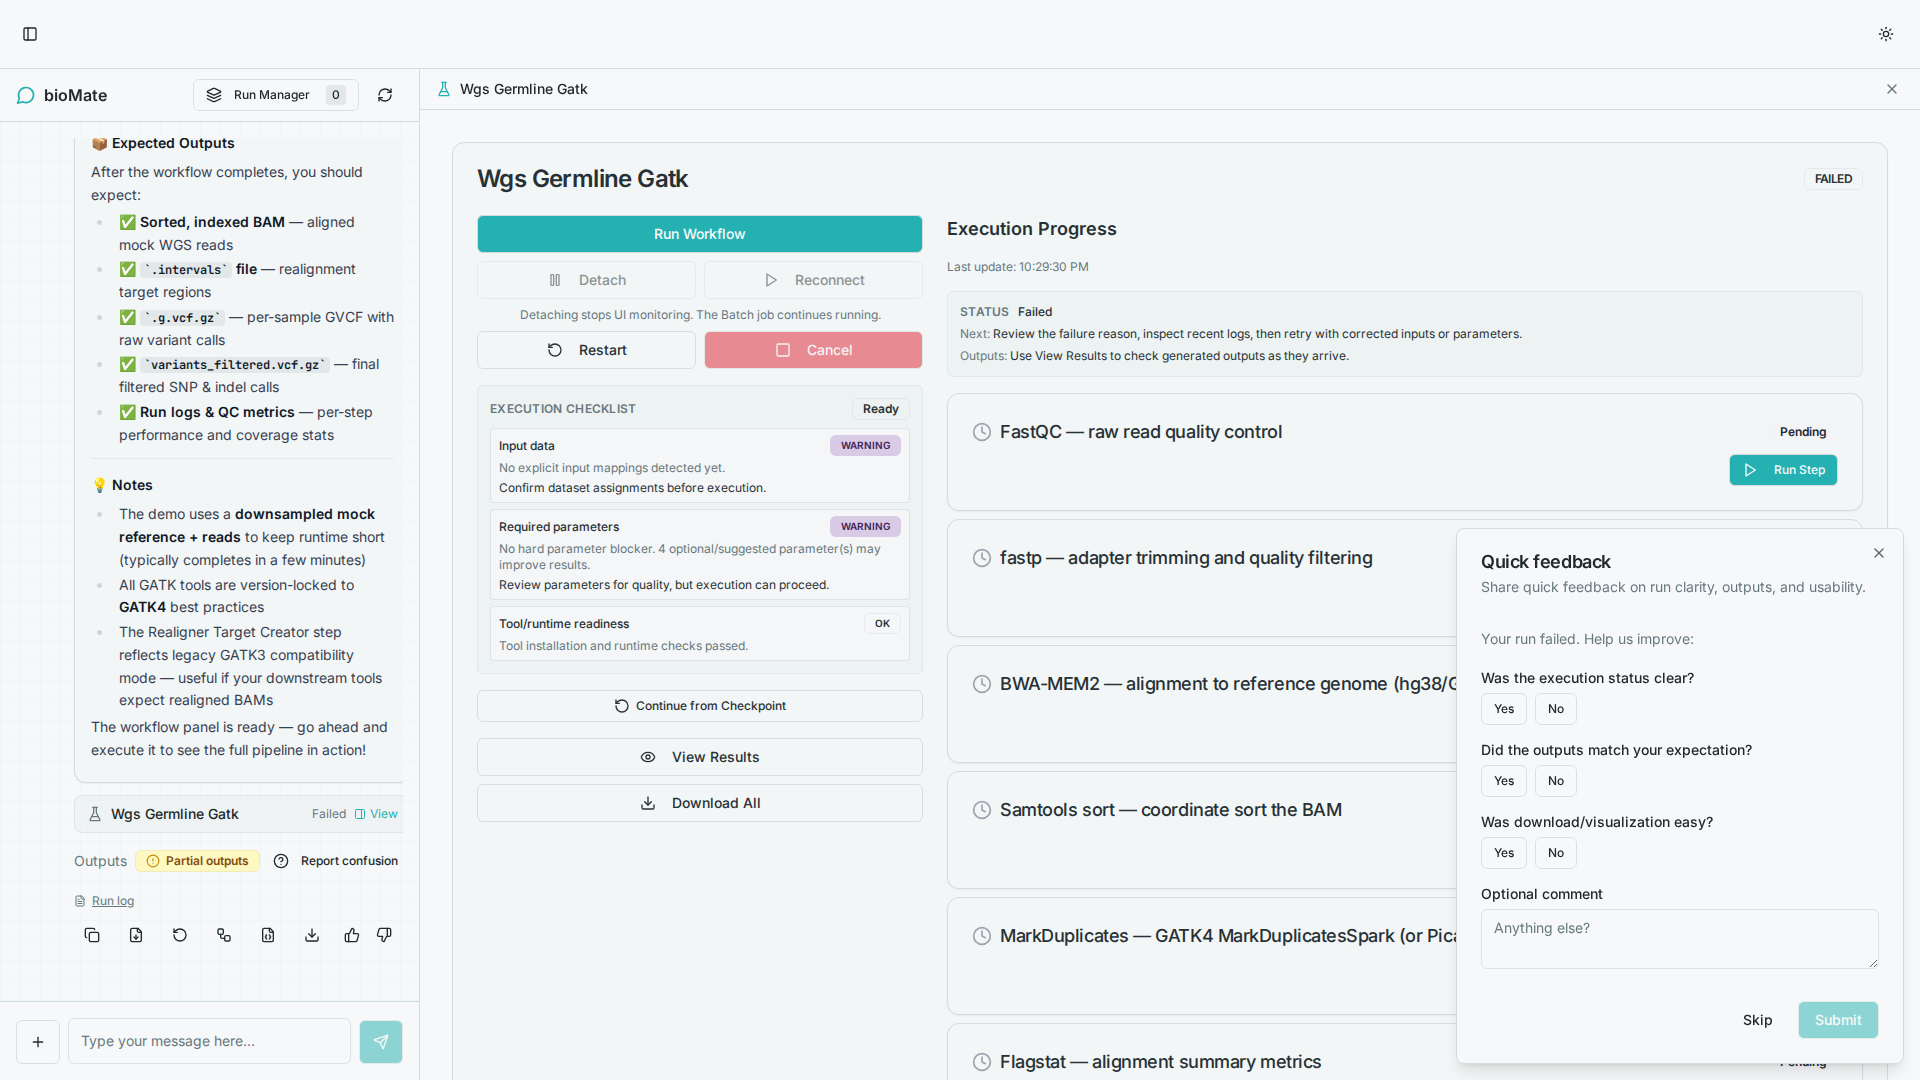 bioMate
Run Manager 0
📦 Expected Outputs
After the workflow completes, you should
expect:
✅ Sorted, indexed BAM — aligned
mock WGS reads
✅ `.intervals` file — realignment
target regions
✅ `.g.vcf.gz` — per-sample GVCF with
raw variant calls
✅ `variants_filtered.vcf.gz` — final
filtered SNP & indel calls
✅ Run logs & QC metrics — per-step
performance and coverage stats
💡 Notes
The demo uses a downsampled mock
reference + reads to keep runtime short
(typically completes in a few minutes)
All GATK tools are version-locked to
GATK4 best practices
The Realigner Target Creator step
reflects legacy GATK3 compatibility
mode — useful if your downstream tools
expect realigned BAMs
The workflow panel is ready — go ahead and
execute it to see the full pipeline in action!
Wgs Germline Gatk Failed View
Outputs Partial outputs Report confusion
Run log
Type your message here...
Wgs Germline Gatk
Wgs Germline Gatk
FAILED
Run Workflow
Detach Reconnect
Detaching stops UI monitoring. The Batch job continues running.
Restart Cancel
EXECUTION CHECKLIST Ready
Input data WARNING
No explicit input mappings detected yet.
Confirm dataset assignments before execution.
Required parameters WARNING
No hard parameter blocker. 4 optional/suggested parameter(s) may
improve results.
Review parameters for quality, but execution can proceed.
Tool/runtime readiness OK
Tool installation and runtime checks passed.
Continue from Checkpoint
View Results
Download All
Execution Progress
Last update: 10:29:30 PM
STATUS Failed
Next: Review the failure reason, inspect recent logs, then retry with corrected inputs or parameters.
Outputs: Use View Results to check generated outputs as they arrive.
FastQC — raw read quality control Pending
Run Step
fastp — adapter trimming and quality filtering
BWA-MEM2 — alignment to reference genome (hg38/G
Samtools sort — coordinate sort the BAM
MarkDuplicates — GATK4 MarkDuplicatesSpark (or Pica
Flagstat — alignment summary metrics
Quick feedback
Share quick feedback on run clarity, outputs, and usability.
Your run failed. Help us improve:
Was the execution status clear?
Yes No
Did the outputs match your expectation?
Yes No
Was download/visualization easy?
Yes No
Optional comment
Anything else?
Skip Submit